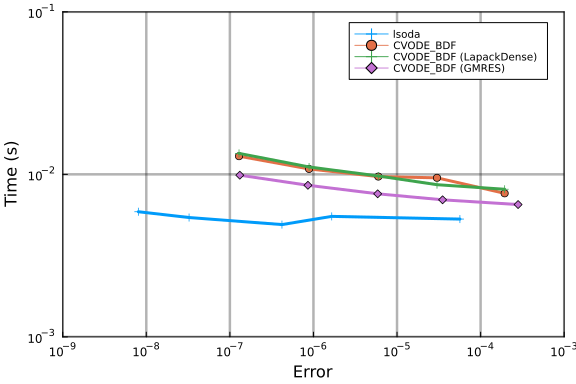 10⁻¹
lsoda
CVODE_BDF
CVODE_BDF (LapackDense)
CVODE_BDF (GMRES)
Time (s)
10⁻²
10⁻³
10⁻⁹ 10⁻⁸ 10⁻⁷ 10⁻⁶ 10⁻⁵ 10⁻⁴ 10⁻³
Error